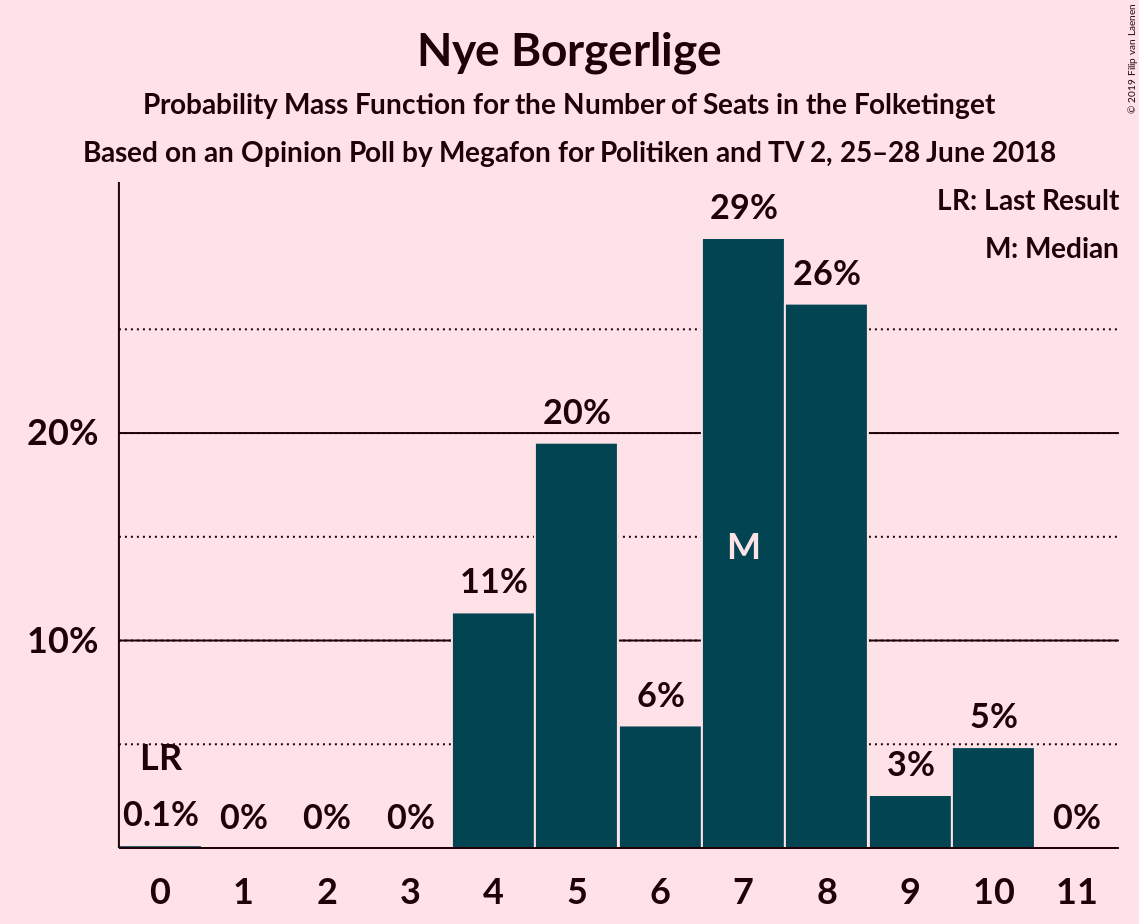 Nye Borgerlige
Probability Mass Function for the Number of Seats in the Folketinget
Based on an Opinion Poll by Megafon for Politiken and TV 2, 25–28 June 2018
© 2019 Filip van Laenen
LR: Last Result
M: Median
29%
26%
20%
20%
M
11%
10%
6%
5%
LR
3%
0.1%
0%
0%
0%
0%
0 1 2 3 4 5 6 7 8 9 10 11